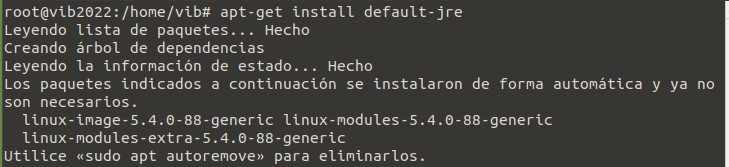 root@vib2022:/home/vib# apt-get install default-jre
Leyendo lista de paquetes... Hecho
Creando árbol de dependencias
Leyendo la información de estado... Hecho
Los paquetes indicados a continuación se instalaron de forma automática y ya no
son necesarios.
  linux-image-5.4.0-88-generic linux-modules-5.4.0-88-generic
  linux-modules-extra-5.4.0-88-generic
Utilice «sudo apt autoremove» para eliminarlos.